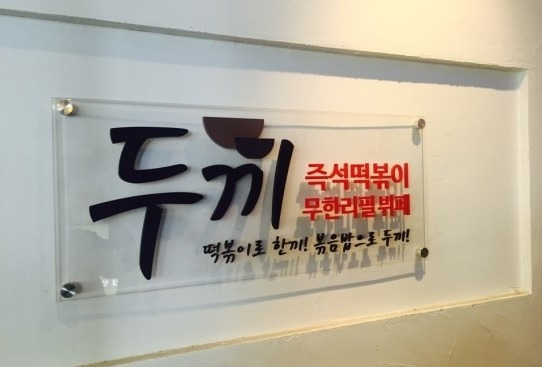 두끼
즉석떡볶이
무한리필 뷔페
떡볶이로 한끼! 볶음밥으로 두끼!